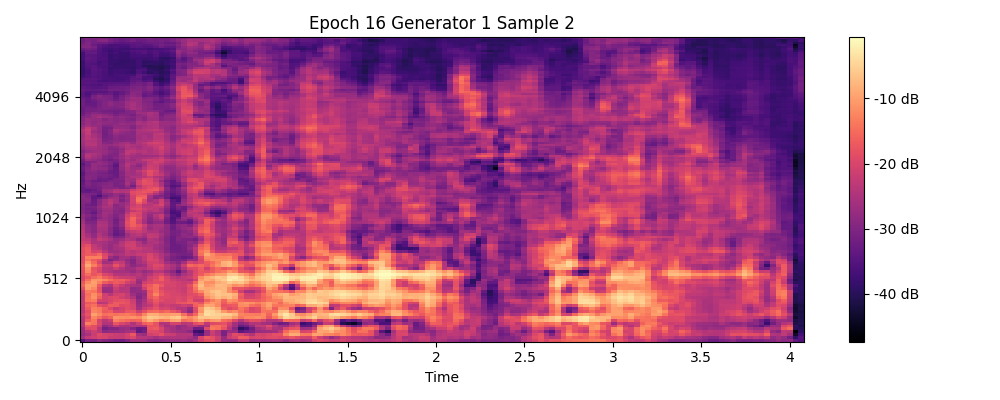 Epoch 16 Generator 1 Sample 2
Hz
4096
2048
1024
512
0
0 0.5 1 1.5 2 2.5 3 3.5 4
Time
-10 dB
-20 dB
-30 dB
-40 dB